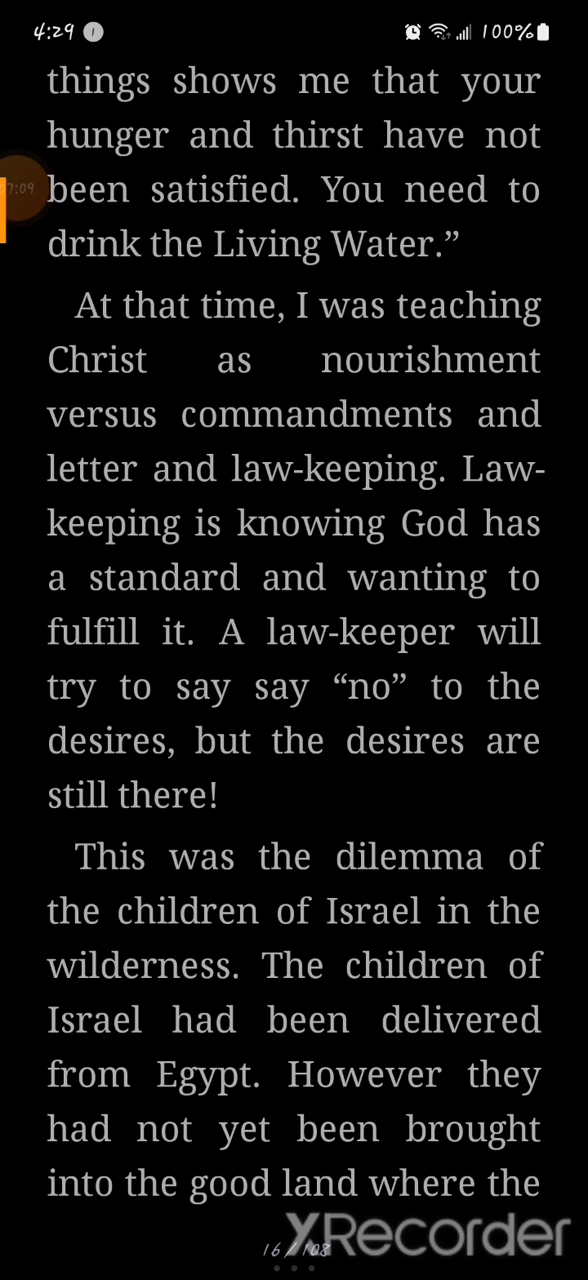 4:29
100%
things shows me that your
hunger and thirst have not
07:09
been satisfied. You need to
drink the Living Water.”
At that time, I was teaching
Christ as nourishment
versus commandments and
letter and law-keeping. Law-
keeping is knowing God has
a standard and wanting to
fulfill it. A law-keeper will
try to say say “no” to the
desires, but the desires are
still there!
This was the dilemma of
the children of Israel in the
wilderness. The children of
Israel had been delivered
from Egypt. However they
had not yet been brought
into the good land where the
16 / 108
XRecorder